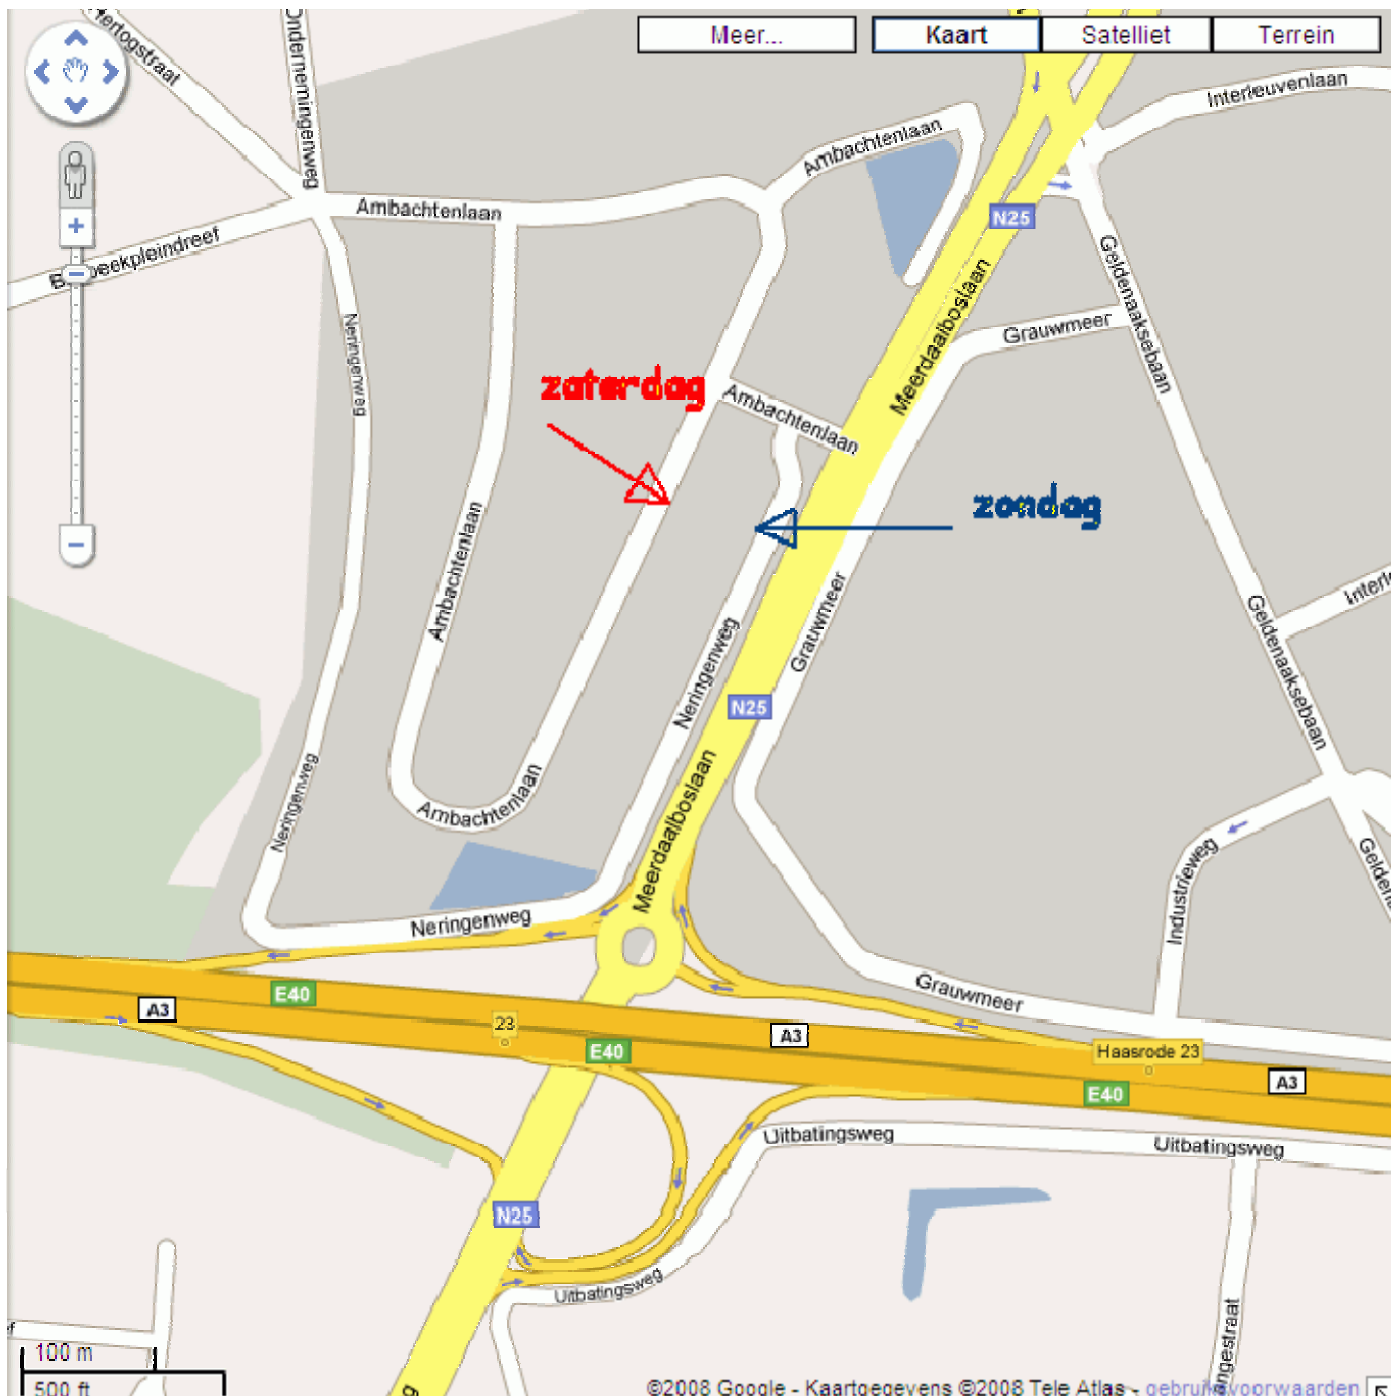 Meer...
Kaart
Satelliet
Terrein
Hertogstraat
Ondernemingenweg
Interleuvenlaan
Ambachtenlaan
Ambachtenlaan
N25
Geldenaaksebaan
Meerdaalboslaan
Grauwmeer
Neringenweg
zaterdag
Ambachtenlaan
zondag
Ambachtenlaan
Grauwmeer
Geldenaaksebaan
Neringenweg
N25
Neringenweg
Meerdaalboslaan
Ambachtenlaan
Industrieweg
Neringenweg
Grauwmeer
E40
A3
23
A3
E40
Haasrode 23
A3
E40
Uitbatingsweg
Uitbatingsweg
N25
Uitbatingsweg
100 m
500 ft
©2008 Google - Kaartgegevens ©2008 Tele Atlas - gebruiksvoorwaarden